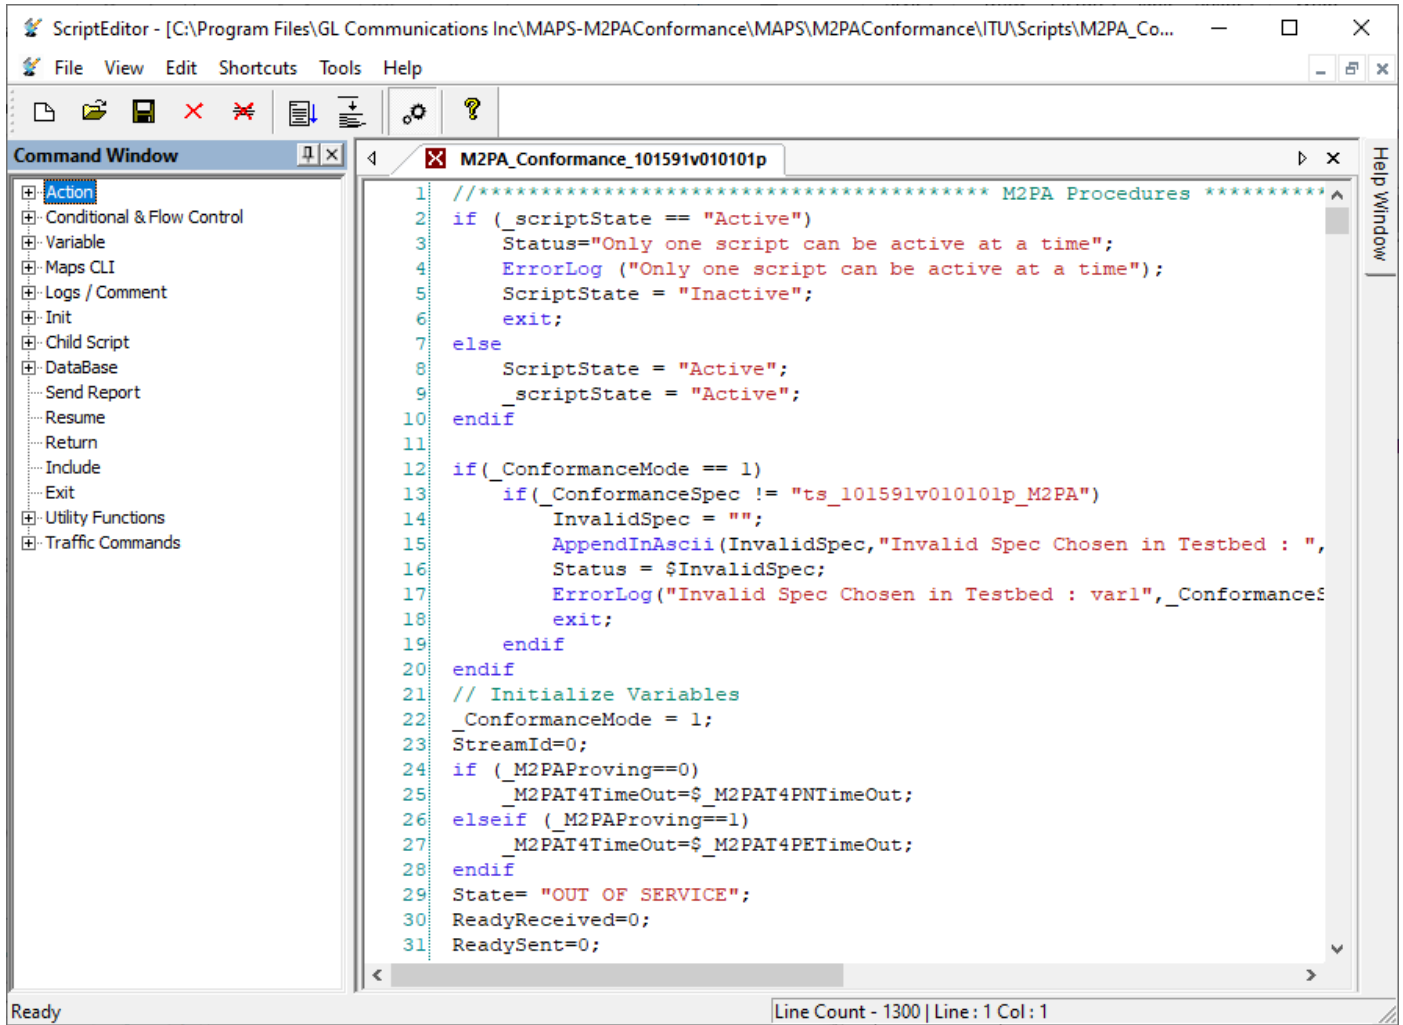 ScriptEditor - [C:\Program Files\GL Communications Inc\MAPS-M2PAConformance\MAPS\M2PAConformance\ITU\Scripts\M2PA_Co...
File View Edit Shortcuts Tools Help
Command Window
M2PA_Conformance_101591v010101p
Help Window
Action
Conditional & Flow Control
Variable
Maps CLI
Logs / Comment
Init
Child Script
DataBase
Send Report
Resume
Return
Include
Exit
Utility Functions
Traffic Commands
1 //***************************************** M2PA Procedures **********
2 if (_scriptState == "Active")
3 Status="Only one script can be active at a time";
4 ErrorLog ("Only one script can be active at a time");
5 ScriptState = "Inactive";
6 exit;
7 else
8 ScriptState = "Active";
9 _scriptState = "Active";
10 endif
11
12 if(_ConformanceMode == 1)
13 if(_ConformanceSpec != "ts_101591v010101p_M2PA")
14 InvalidSpec = "";
15 AppendInAscii(InvalidSpec,"Invalid Spec Chosen in Testbed : ",
16 Status = $InvalidSpec;
17 ErrorLog("Invalid Spec Chosen in Testbed : var1",_ConformanceS
18 exit;
19 endif
20 endif
21 // Initialize Variables
22 _ConformanceMode = 1;
23 StreamId=0;
24 if (_M2PAProving==0)
25 _M2PAT4TimeOut=$_M2PAT4PNTimeOut;
26 elseif (_M2PAProving==1)
27 _M2PAT4TimeOut=$_M2PAT4PETimeOut;
28 endif
29 State= "OUT OF SERVICE";
30 ReadyReceived=0;
31 ReadySent=0;
Ready
Line Count - 1300 | Line : 1 Col : 1